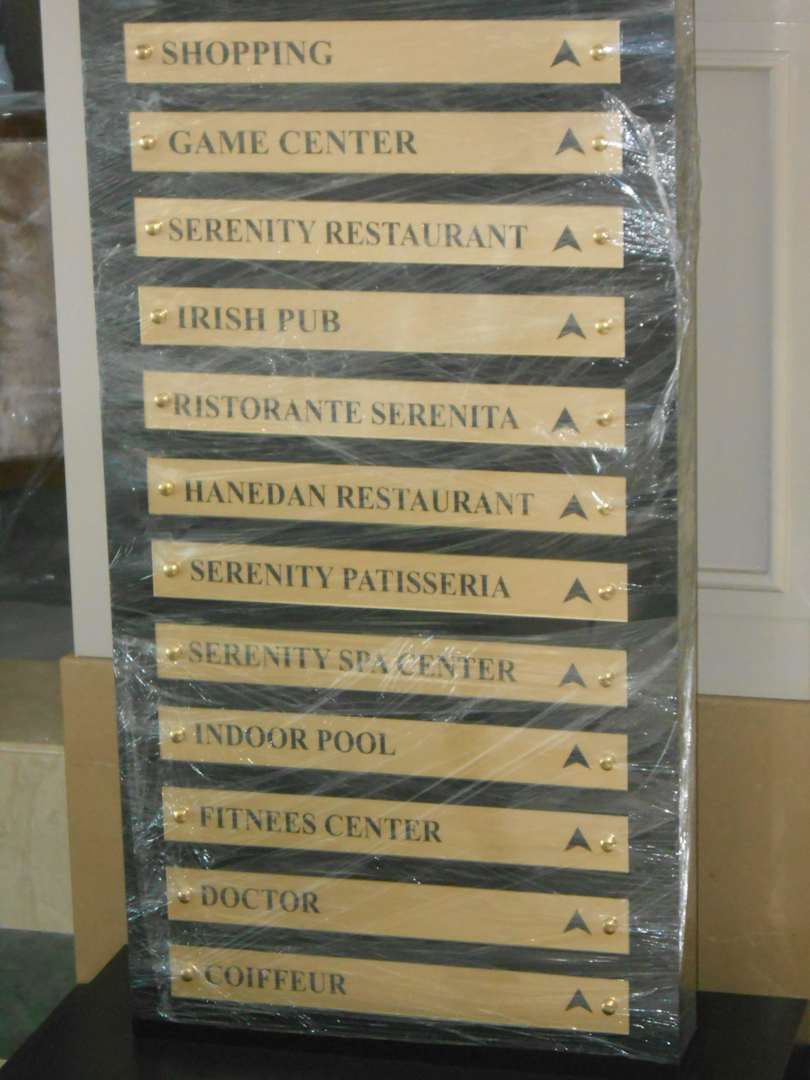 SHOPPING
GAME CENTER
SERENITY RESTAURANT
IRISH PUB
RISTORANTE SERENITA
HANEDAN RESTAURANT
SERENITY PATISSERIA
SERENITY SPA CENTER
INDOOR POOL
FITNEES CENTER
DOCTOR
COIFFEUR